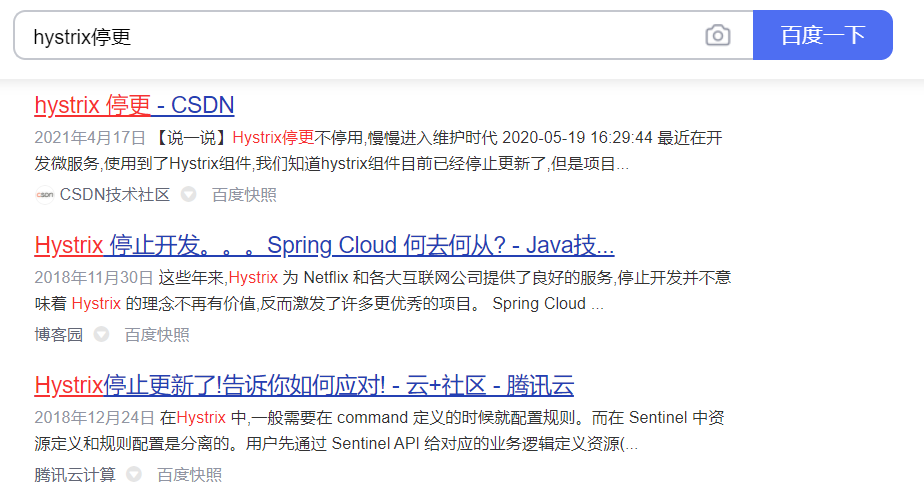 hystrix停更
百度一下
hystrix 停更 - CSDN
2021年4月17日 【说一说】Hystrix停更不停用,慢慢进入维护时代 2020-05-19 16:29:44 最近在开
发微服务,使用到了Hystrix组件,我们知道hystrix组件目前已经停止更新了,但是项目...
CSDN CSDN技术社区 百度快照
Hystrix 停止开发。。。Spring Cloud 何去何从? - Java技...
2018年11月30日 这些年来,Hystrix 为 Netflix 和各大互联网公司提供了良好的服务,停止开发并不意
味着 Hystrix 的理念不再有价值,反而激发了许多更优秀的项目。 Spring Cloud ...
博客园 百度快照
Hystrix停止更新了!告诉你如何应对! - 云+社区 - 腾讯云
2018年12月24日 在Hystrix 中,一般需要在 command 定义的时候就配置规则。而在 Sentinel 中资
源定义和规则配置是分离的。用户先通过 Sentinel API 给对应的业务逻辑定义资源(...
腾讯云计算 百度快照